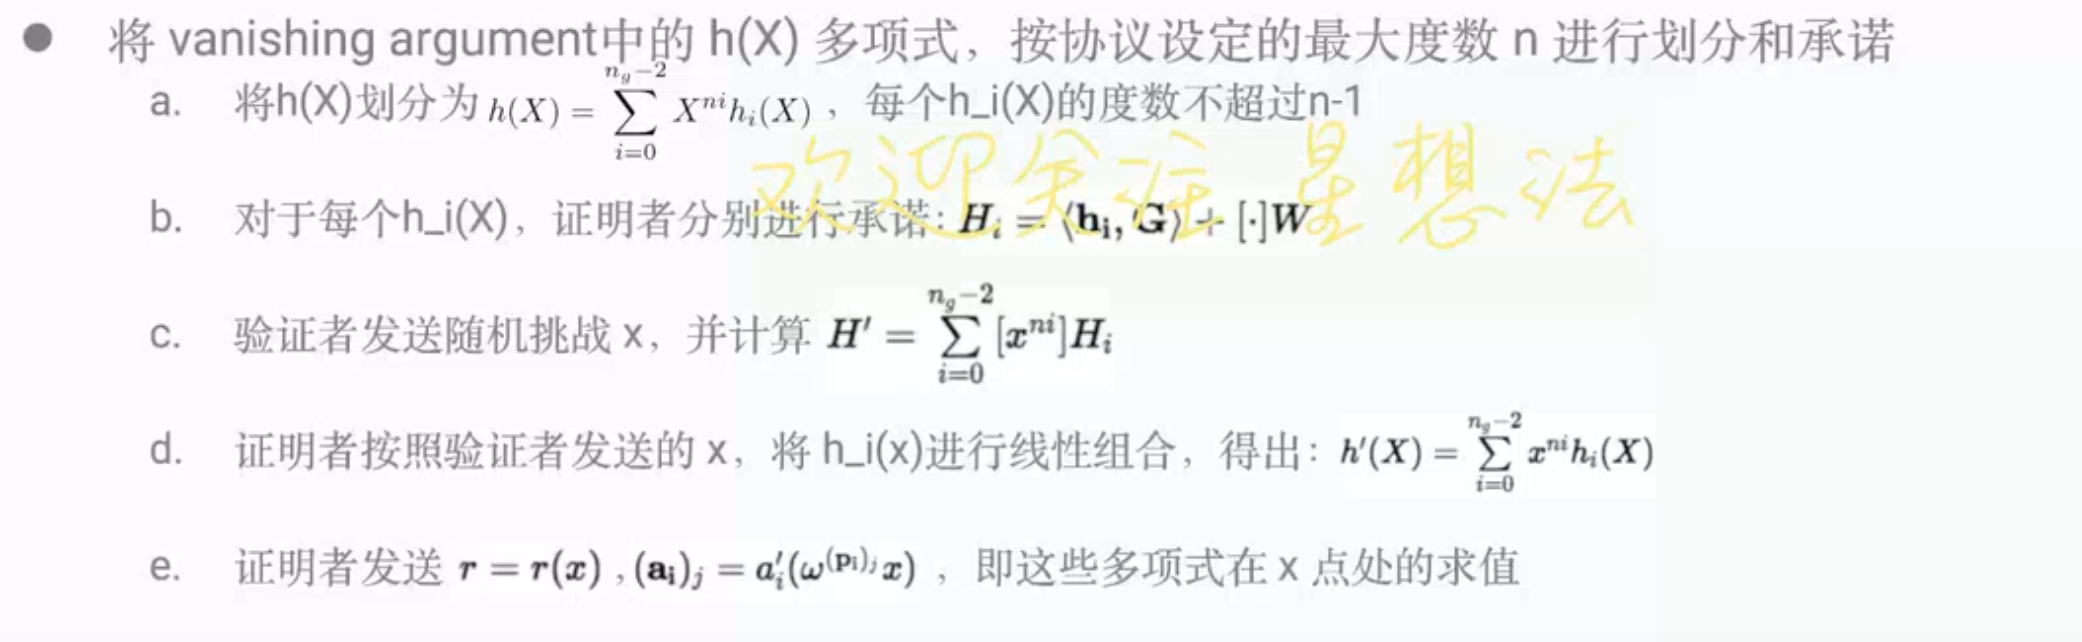 ● 将 vanishing argument中的 h(X) 多项式，按协议设定的最大度数 n 进行划分和承诺
a. 将h(X)划分为 $h(X) = \sum_{i=0}^{n_g-2} X^{ni} h_i(X)$ ，每个h_i(X)的度数不超过n-1
欢迎关注 星想法
b. 对于每个h_i(X)，证明者分别进行承诺: $H_i = \langle \mathbf{h_i}, \mathbf{G} \rangle + [\cdot]W$
c. 验证者发送随机挑战 x，并计算 $H' = \sum_{i=0}^{n_g-2} [x^{ni}] H_i$
d. 证明者按照验证者发送的 x，将 h_i(x)进行线性组合，得出：$h'(X) = \sum_{i=0}^{n_g-2} x^{ni} h_i(X)$
e. 证明者发送 $r = r(x)$ , $(\mathbf{a_i})_j = a'_i(\omega^{(\mathbf{p_i})_j} x)$ ，即这些多项式在 x 点处的求值